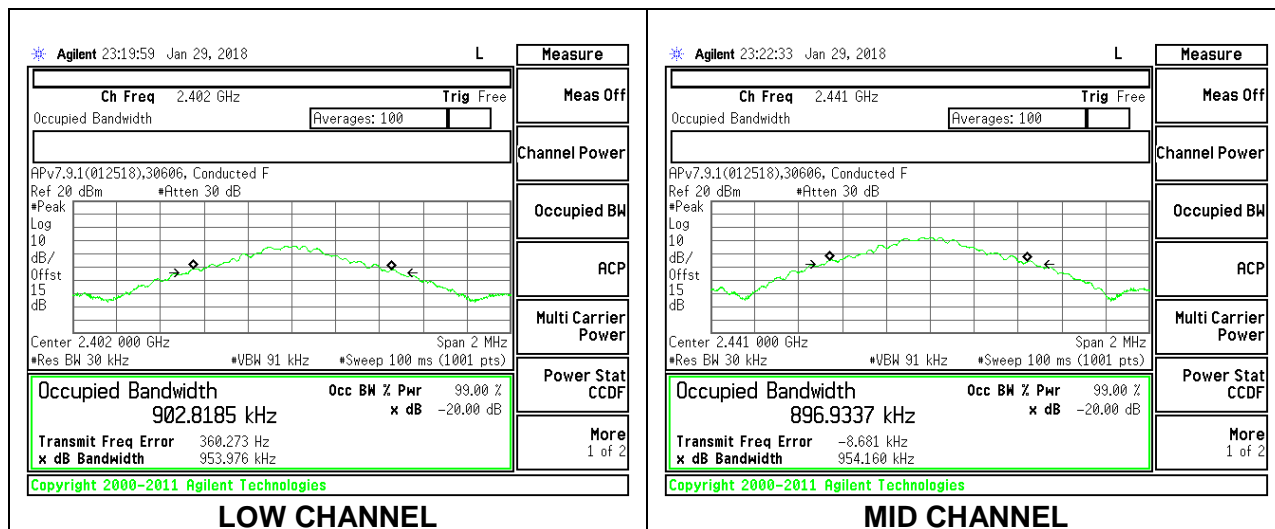 Agilent 23:19:59 Jan 29, 2018 L
Measure
Ch Freq 2.402 GHz Trig Free
Occupied Bandwidth Averages: 100
APv7.9.1(012518),30606, Conducted F
Ref 20 dBm #Atten 30 dB
#Peak
Log
10
dB/
Offst
15
dB
Center 2.402 000 GHz Span 2 MHz
#Res BW 30 kHz #VBW 91 kHz #Sweep 100 ms (1001 pts)
Occupied Bandwidth Occ BW % Pwr 99.00 %
902.8185 kHz x dB -20.00 dB
Transmit Freq Error 360.273 Hz
x dB Bandwidth 953.976 kHz
Copyright 2000-2011 Agilent Technologies
Meas Off
Channel Power
Occupied BW
ACP
Multi Carrier
Power
Power Stat
CCDF
More
1 of 2
LOW CHANNEL
Agilent 23:22:33 Jan 29, 2018 L
Measure
Ch Freq 2.441 GHz Trig Free
Occupied Bandwidth Averages: 100
APv7.9.1(012518),30606, Conducted F
Ref 20 dBm #Atten 30 dB
#Peak
Log
10
dB/
Offst
15
dB
Center 2.441 000 GHz Span 2 MHz
#Res BW 30 kHz #VBW 91 kHz #Sweep 100 ms (1001 pts)
Occupied Bandwidth Occ BW % Pwr 99.00 %
896.9337 kHz x dB -20.00 dB
Transmit Freq Error -8.681 kHz
x dB Bandwidth 954.160 kHz
Copyright 2000-2011 Agilent Technologies
Meas Off
Channel Power
Occupied BW
ACP
Multi Carrier
Power
Power Stat
CCDF
More
1 of 2
MID CHANNEL